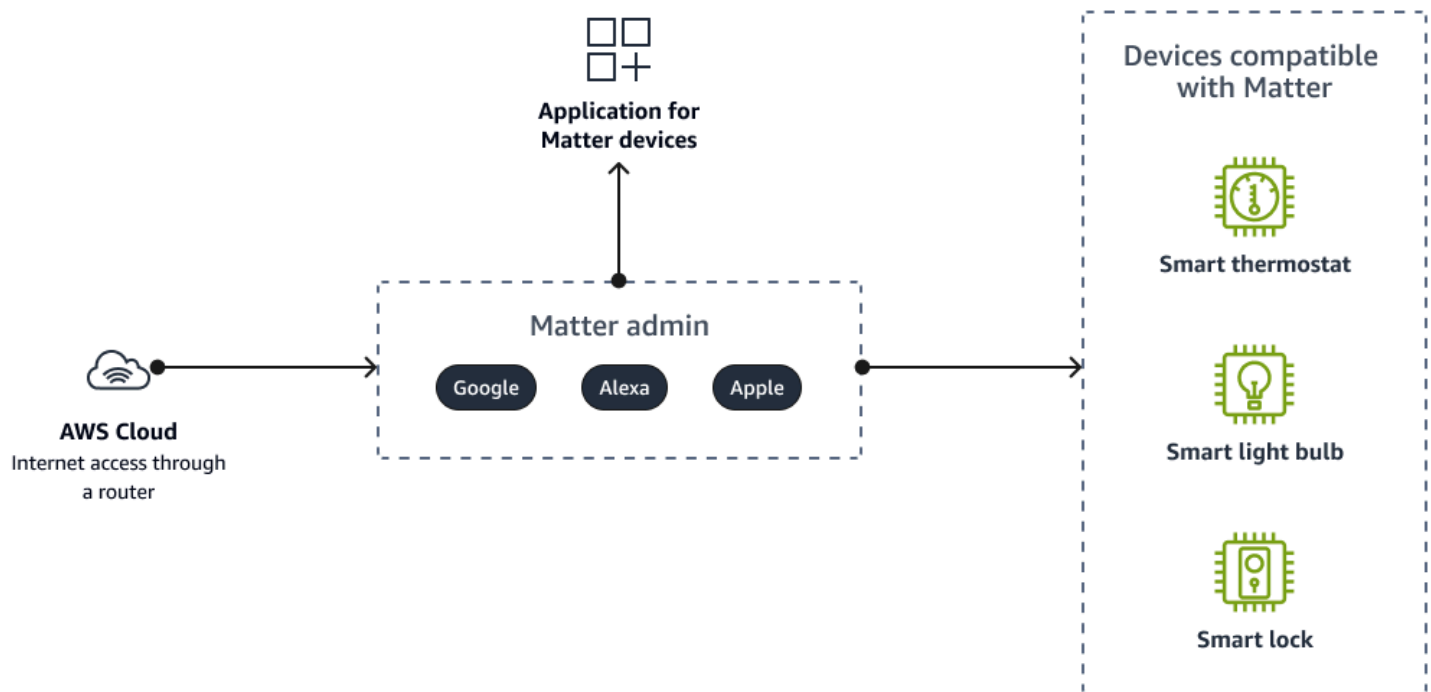 Application for
Matter devices
Devices compatible
with Matter
Smart thermostat
Matter admin
Google
Alexa
Apple
AWS Cloud
Internet access through
a router
Smart light bulb
Smart lock